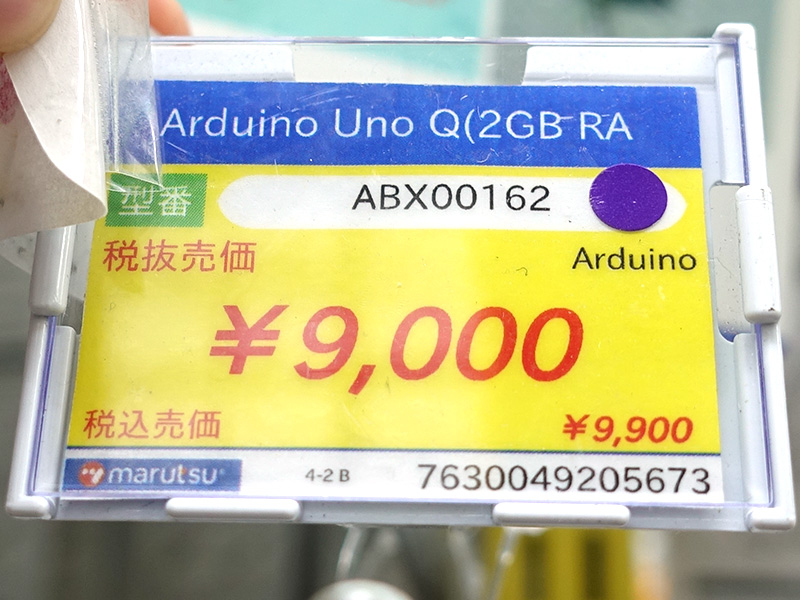 Arduino Uno Q(2GB RA
型番 ABX00162
税抜売価 Arduino
¥9,000
税込売価 ¥9,900
marutsu 4-2 B 7630049205673